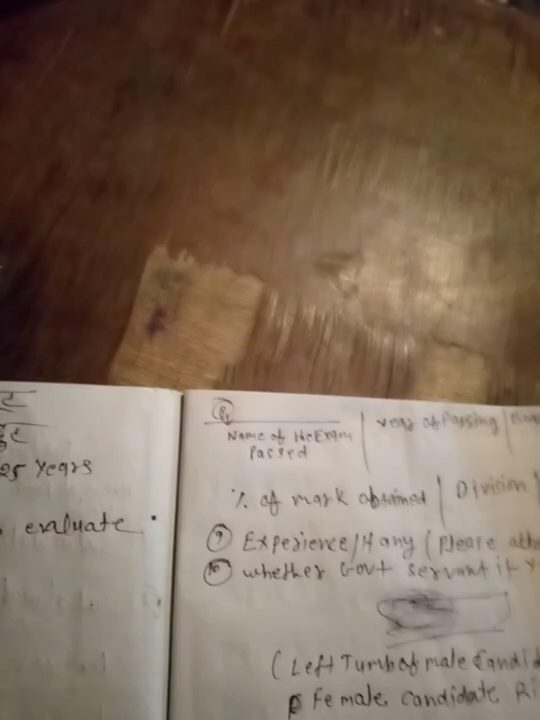 25 Years
evaluate
Name of the Exam | Year of Passing |
Passed
% of mark obtained | Division |
⑨ Experience/If any (Please
⑩ whether Govt servant if
(Left Tumb of male Candid
Female Candidate Ri